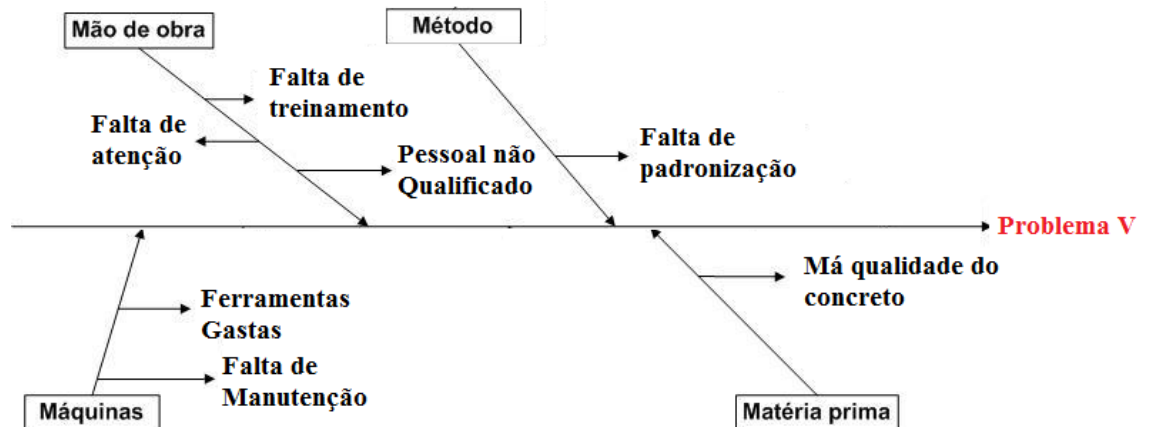 Mão de obra
Método
Falta de
treinamento
Falta de
atenção
Pessoal não
Qualificado
Falta de
padronização
Problema V
Má qualidade do
concreto
Ferramentas
Gastas
Falta de
Manutenção
Máquinas
Matéria prima